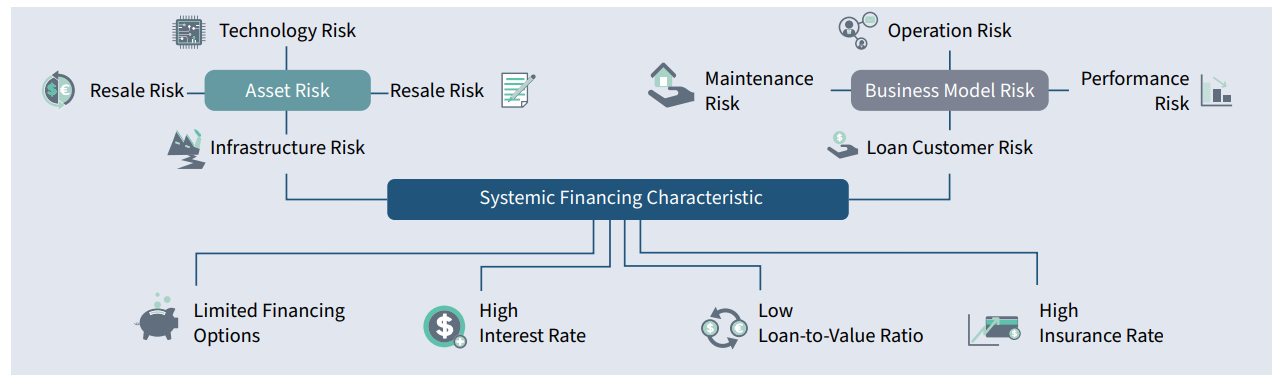 Technology Risk
Operation Risk
Resale Risk
Asset Risk
Resale Risk
Maintenance
Risk
Business Model Risk
Performance
Risk
Infrastructure Risk
Loan Customer Risk
Systemic Financing Characteristic
Limited Financing
Options
High
Interest Rate
Low
Loan-to-Value Ratio
High
Insurance Rate